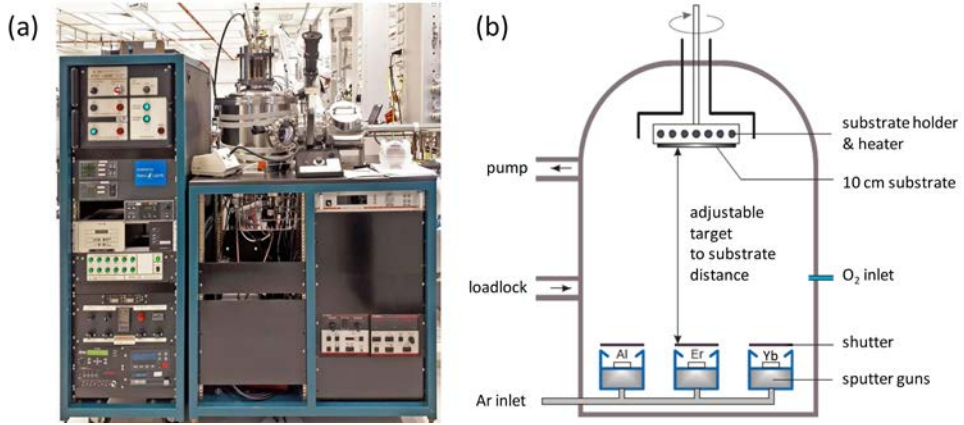 (a)
(b)
substrate holder
& heater
10 cm substrate
pump
adjustable
target
to substrate
distance
loadlock
O₂ inlet
shutter
Al
Er
Yb
sputter guns
Ar inlet